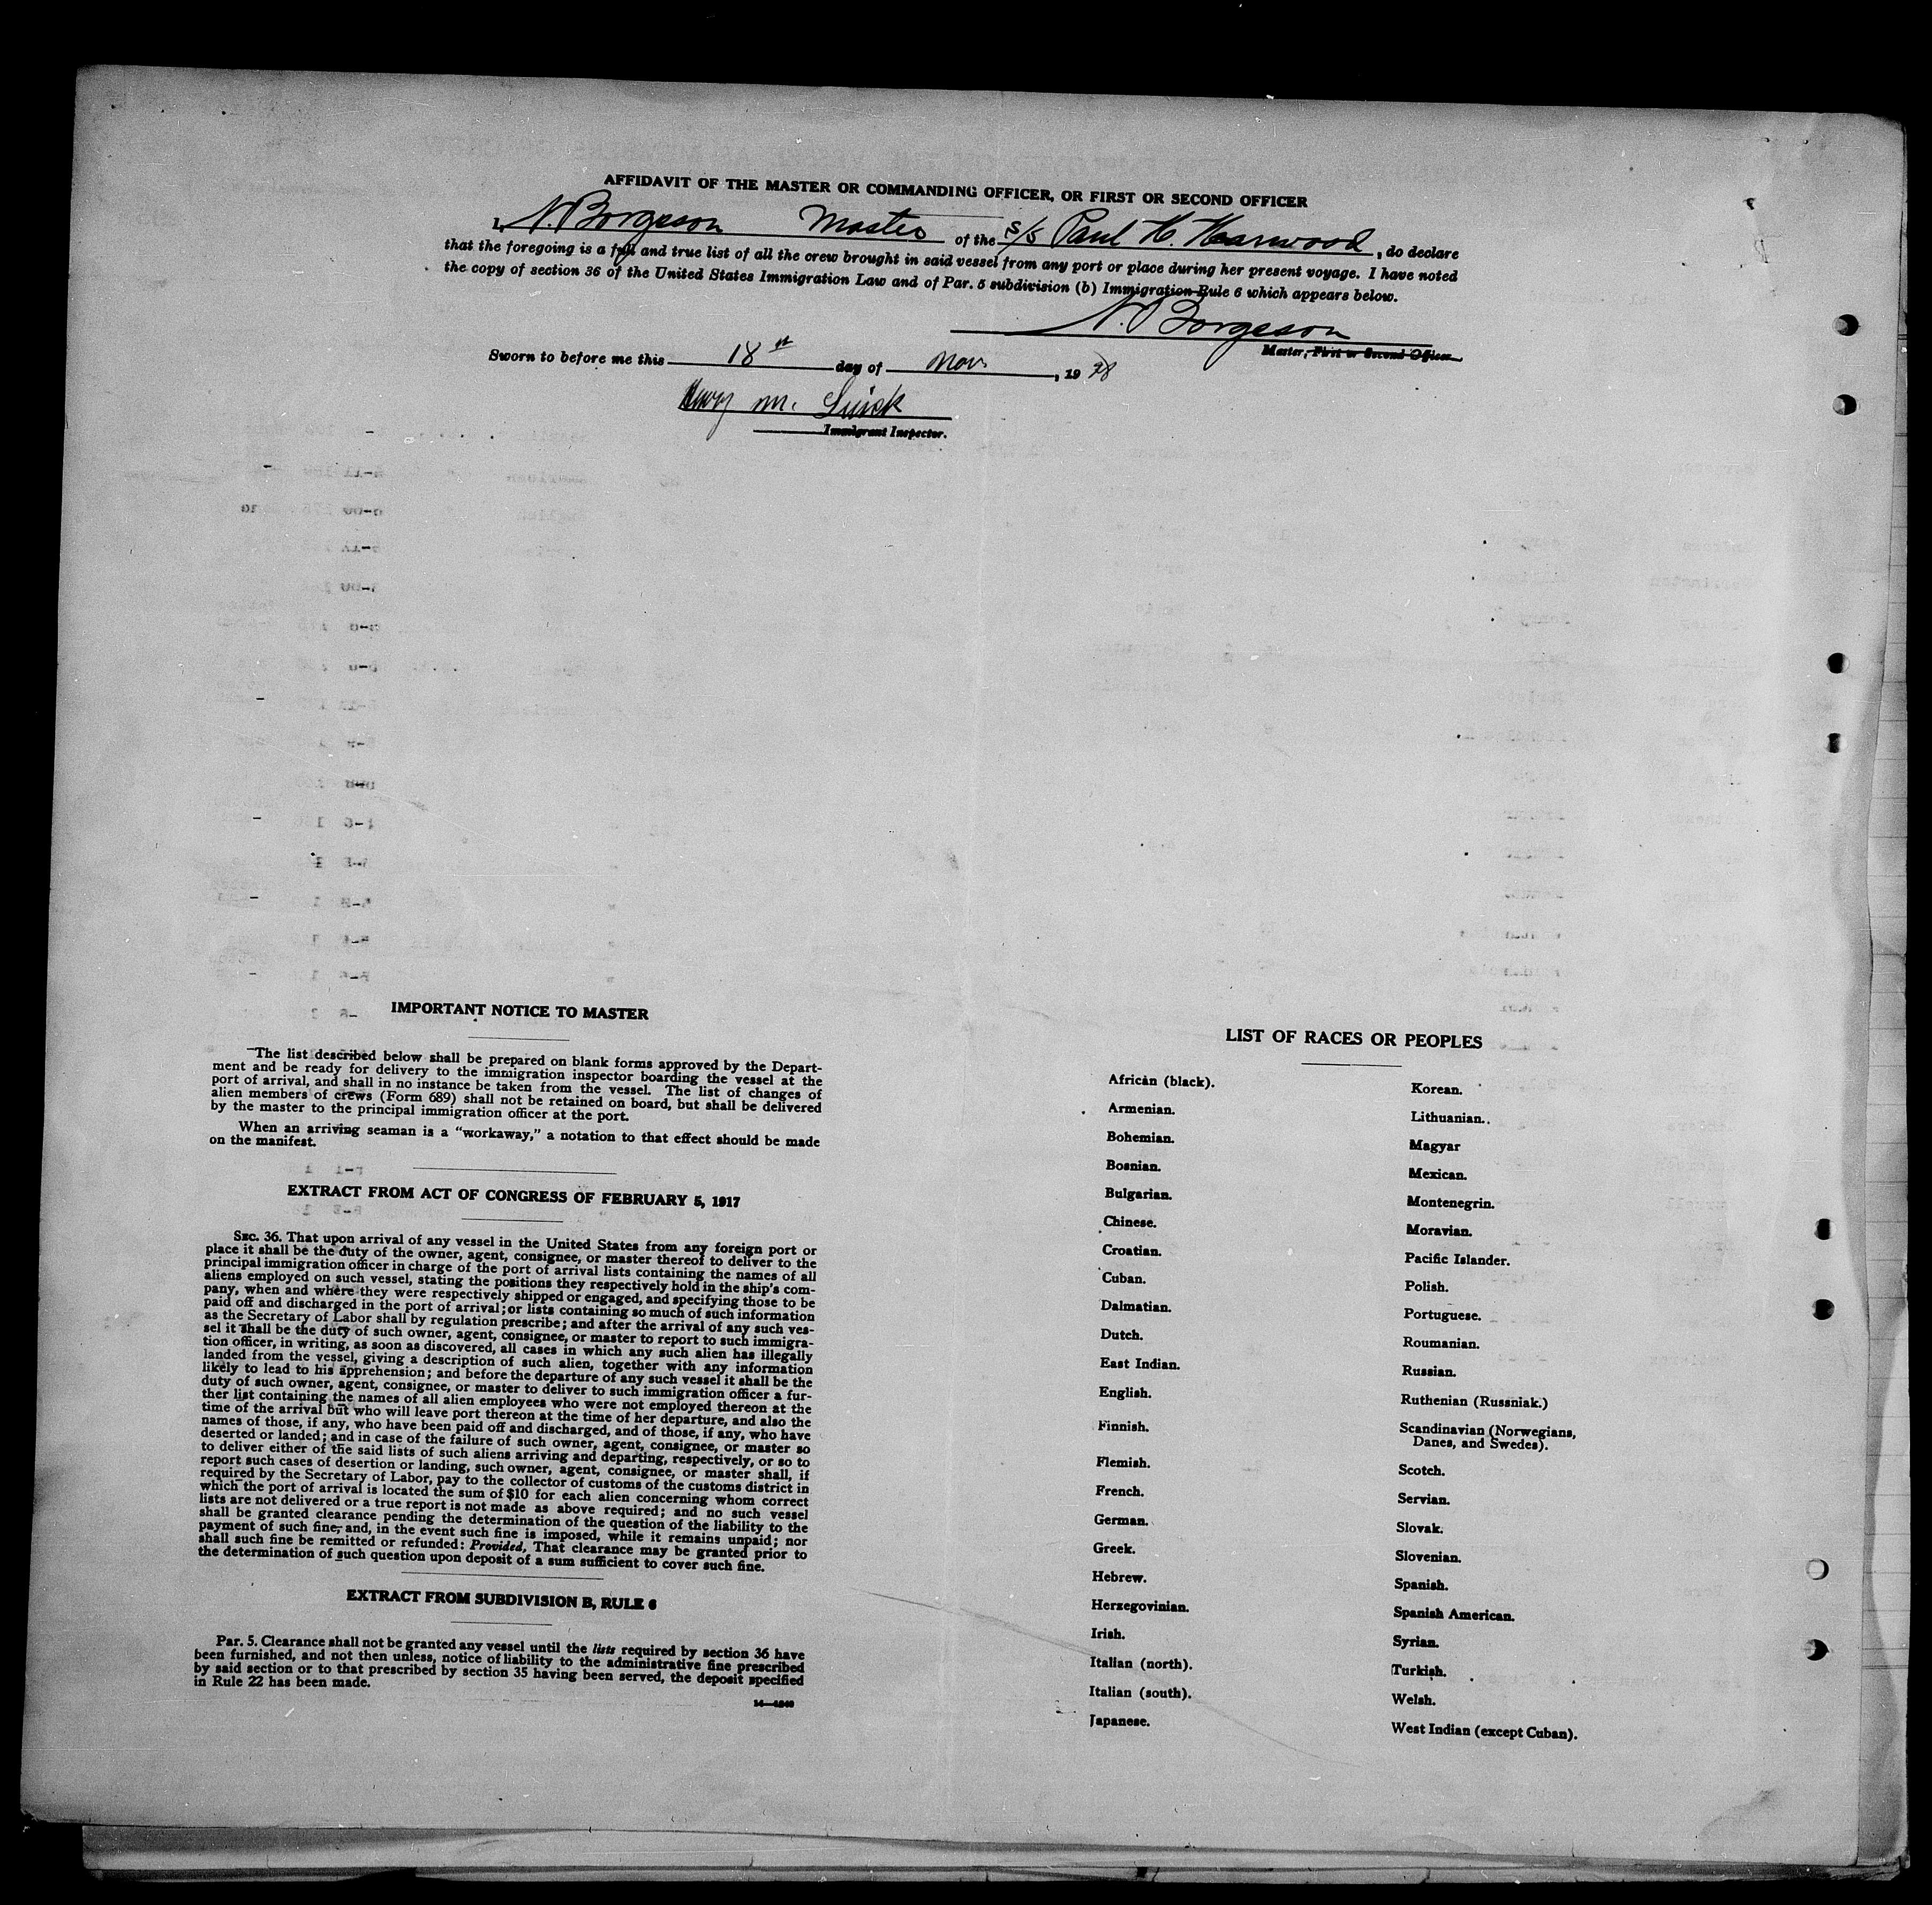 AFFIDAVIT OF THE MASTER OR COMMANDING OFFICER, OR FIRST OR SECOND OFFICER
I, N. Borgeson Master of the S/S Paul H. Harwood, do declare
that the foregoing is a full and true list of all the crew brought in said vessel from any port or place during her present voyage. I have noted
the copy of section 36 of the United States Immigration Law and of Par. 5 subdivision (b) Immigration Rule 6 which appears below.
N. Borgeson
Master, First or Second Officer
Sworn to before me this 18th day of Nov., 19
M.
Immigrant Inspector.
IMPORTANT NOTICE TO MASTER
The list described below shall be prepared on blank forms approved by the Depart-
ment and be ready for delivery to the immigration inspector boarding the vessel at the
port of arrival, and shall in no instance be taken from the vessel. The list of changes of
alien members of crews (Form 689) shall not be retained on board, but shall be delivered
by the master to the principal immigration officer at the port.
When an arriving seaman is a "workaway," a notation to that effect should be made
on the manifest.
EXTRACT FROM ACT OF CONGRESS OF FEBRUARY 5, 1917
SEC. 36. That upon arrival of any vessel in the United States from any foreign port or
place it shall be the duty of the owner, agent, consignee, or master thereof to deliver to the
principal immigration officer in charge of the port of arrival lists containing the names of all
aliens employed on such vessel, stating the positions they respectively hold in the ship's com-
pany, when and where they were respectively shipped or engaged, and specifying those to be
paid off and discharged in the port of arrival; or lists containing so much of such information
as the Secretary of Labor shall by regulation prescribe; and after the arrival of any such ves-
sel it shall be the duty of such owner, agent, consignee, or master to report to such immigra-
tion officer, in writing, as soon as discovered, all cases in which any such alien has illegally
landed from the vessel, giving a description of such alien, together with any information
likely to lead to his apprehension; and before the departure of any such vessel it shall be the
duty of such owner, agent, consignee, or master to deliver to such immigration officer a fur-
ther list containing the names of all alien employees who were not employed thereon at the
time of the arrival but who will leave port thereon at the time of her departure, and also the
names of those, if any, who have been paid off and discharged, and of those, if any, who have
deserted or landed; and in case of the failure of such owner, agent, consignee, or master so
to deliver either of the said lists of such aliens arriving and departing, respectively, or so to
report such cases of desertion or landing, such owner, agent, consignee, or master shall, if
required by the Secretary of Labor, pay to the collector of customs of the customs district in
which the port of arrival is located the sum of $10 for each alien concerning whom correct
lists are not delivered or a true report is not made as above required; and no such vessel
shall be granted clearance pending the determination of the question of the liability to the
payment of such fine, and, in the event such fine is imposed, while it remains unpaid; nor
shall such fine be remitted or refunded: Provided, That clearance may be granted prior to
the determination of such question upon deposit of a sum sufficient to cover such fine.
EXTRACT FROM SUBDIVISION B, RULE 6
Par. 5. Clearance shall not be granted any vessel until the lists required by section 36 have
been furnished, and not then unless, notice of liability to the administrative fine prescribed
by said section or to that prescribed by section 35 having been served, the deposit specified
in Rule 22 has been made.
LIST OF RACES OR PEOPLES
African (black).
Armenian.
Bohemian.
Bosnian.
Bulgarian.
Chinese.
Croatian.
Cuban.
Dalmatian.
Dutch.
East Indian.
English.
Finnish.
Flemish.
French.
German.
Greek.
Hebrew.
Herzegovinian.
Irish.
Italian (north).
Italian (south).
Japanese.
Korean.
Lithuanian.
Magyar
Mexican.
Montenegrin.
Moravian.
Pacific Islander.
Polish.
Portuguese.
Roumanian.
Russian.
Ruthenian (Russniak.)
Scandinavian (Norwegians,
Danes, and Swedes).
Scotch.
Servian.
Slovak.
Slovenian.
Spanish.
Spanish American.
Syrian.
Turkish.
Welsh.
West Indian (except Cuban).